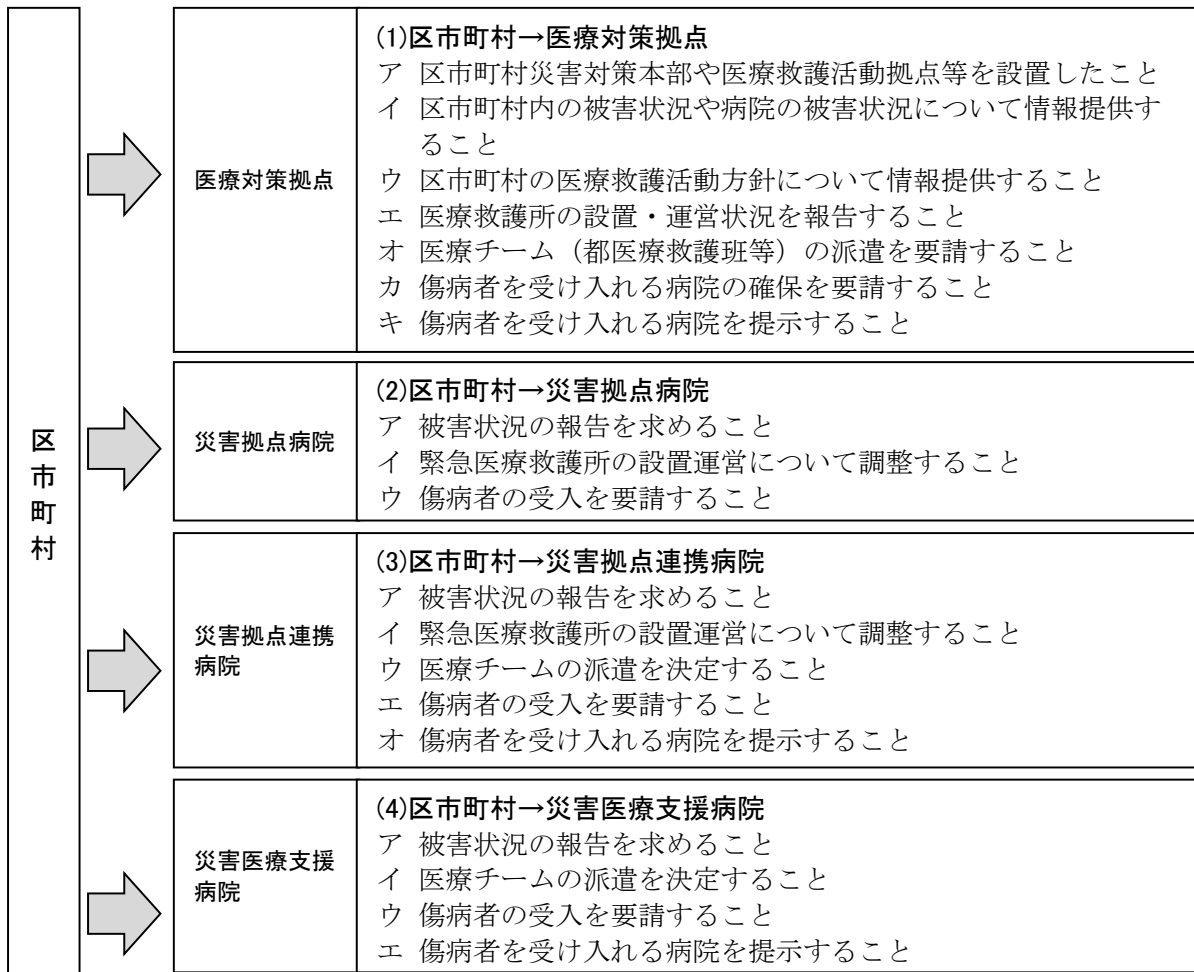 区市町村
医療対策拠点
(1)区市町村→医療対策拠点
ア 区市町村災害対策本部や医療救護活動拠点等を設置したこと
イ 区市町村内の被害状況や病院の被害状況について情報提供す
ること
ウ 区市町村の医療救護活動方針について情報提供すること
エ 医療救護所の設置・運営状況を報告すること
オ 医療チーム（都医療救護班等）の派遣を要請すること
カ 傷病者を受け入れる病院の確保を要請すること
キ 傷病者を受け入れる病院を提示すること
災害拠点病院
(2)区市町村→災害拠点病院
ア 被害状況の報告を求めること
イ 緊急医療救護所の設置運営について調整すること
ウ 傷病者の受入を要請すること
災害拠点連携
病院
(3)区市町村→災害拠点連携病院
ア 被害状況の報告を求めること
イ 緊急医療救護所の設置運営について調整すること
ウ 医療チームの派遣を決定すること
エ 傷病者の受入を要請すること
オ 傷病者を受け入れる病院を提示すること
災害医療支援
病院
(4)区市町村→災害医療支援病院
ア 被害状況の報告を求めること
イ 医療チームの派遣を決定すること
ウ 傷病者の受入を要請すること
エ 傷病者を受け入れる病院を提示すること